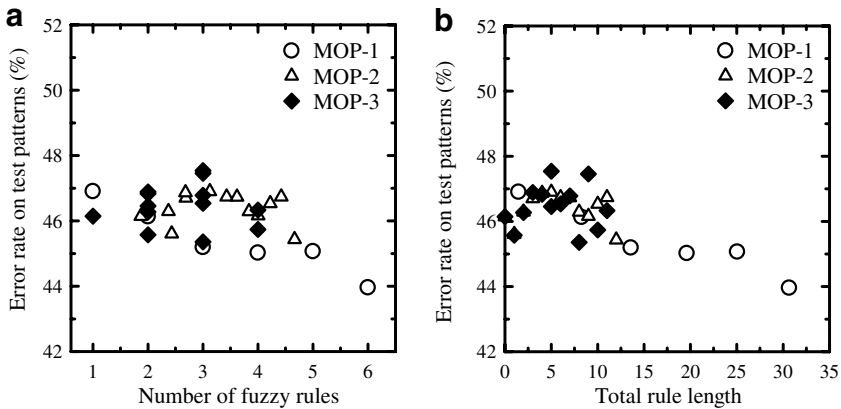 a
52
50
48
46
44
42
Error rate on test patterns (%)
MOP-1
MOP-2
MOP-3
1 2 3 4 5 6
Number of fuzzy rules
b
52
50
48
46
44
42
Error rate on test patterns (%)
MOP-1
MOP-2
MOP-3
0 5 10 15 20 25 30 35
Total rule length